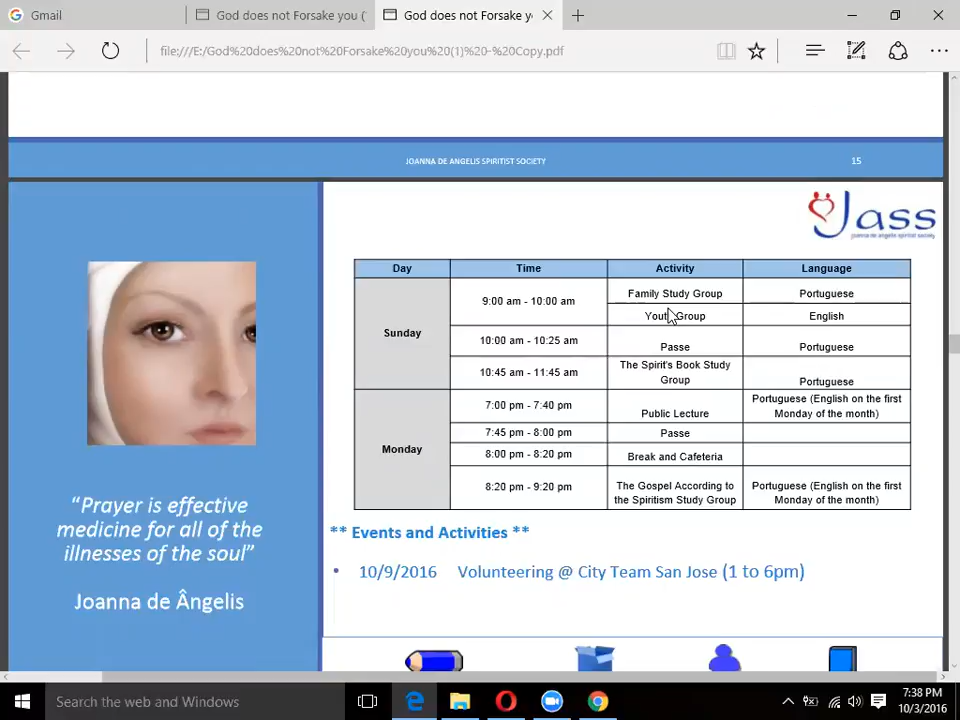 Gmail
God does not Forsake you (
God does not Forsake yo
file:///E:/God%20does%20not%20Forsake%20you%20(1)%20-%20Copy.pdf
JOANNA DE ANGELIS SPIRITIST SOCIETY 15
Jass
joanna de angelis spiritist society
Day Time Activity Language
Sunday
9:00 am - 10:00 am
Family Study Group Portuguese
Youth Group English
10:00 am - 10:25 am Passe Portuguese
10:45 am - 11:45 am The Spirit's Book Study
Group Portuguese
Monday
7:00 pm - 7:40 pm Public Lecture Portuguese (English on the first
Monday of the month)
7:45 pm - 8:00 pm Passe
8:00 pm - 8:20 pm Break and Cafeteria
8:20 pm - 9:20 pm The Gospel According to Portuguese (English on the first
the Spiritism Study Group Monday of the month)
“Prayer is effective
medicine for all of the
illnesses of the soul”
Joanna de Ângelis
** Events and Activities **
• 10/9/2016 Volunteering @ City Team San Jose (1 to 6pm)
Search the web and Windows
7:38 PM
10/3/2016